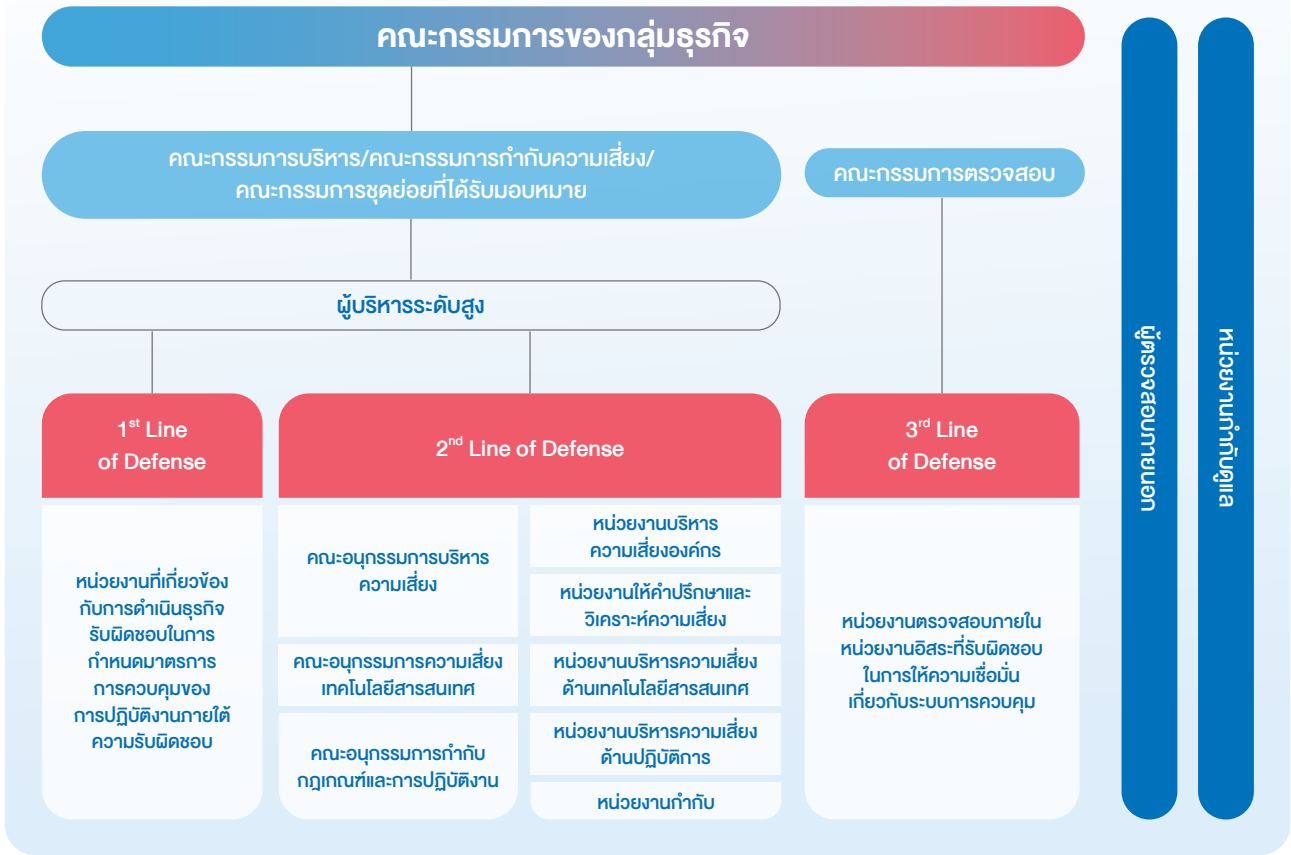 คณะกรรมการของกลุ่มธุรกิจ
คณะกรรมการบริหาร/คณะกรรมการกำกับความเสี่ยง/
คณะกรรมการชุดย่อยที่ได้รับมอบหมาย
คณะกรรมการตรวจสอบ
ผู้บริหารระดับสูง
1st Line
of Defense
หน่วยงานที่เกี่ยวข้อง
กับการดำเนินธุรกิจ
รับผิดชอบในการ
กำหนดมาตรการ
การควบคุมของ
การปฏิบัติงานภายใต้
ความรับผิดชอบ
2nd Line of Defense
คณะอนุกรรมการบริหาร
ความเสี่ยง
คณะอนุกรรมการความเสี่ยง
เทคโนโลยีสารสนเทศ
คณะอนุกรรมการกำกับ
กฎเกณฑ์และการปฏิบัติงาน
หน่วยงานบริหาร
ความเสี่ยงองค์กร
หน่วยงานให้คำปรึกษาและ
วิเคราะห์ความเสี่ยง
หน่วยงานบริหารความเสี่ยง
ด้านเทคโนโลยีสารสนเทศ
หน่วยงานบริหารความเสี่ยง
ด้านปฏิบัติการ
หน่วยงานกำกับ
3rd Line
of Defense
หน่วยงานตรวจสอบภายใน
หน่วยงานอิสระที่รับผิดชอบ
ในการให้ความเชื่อมั่น
เกี่ยวกับระบบการควบคุม
ผู้ตรวจสอบภายนอก
หน่วยงานกำกับดูแล